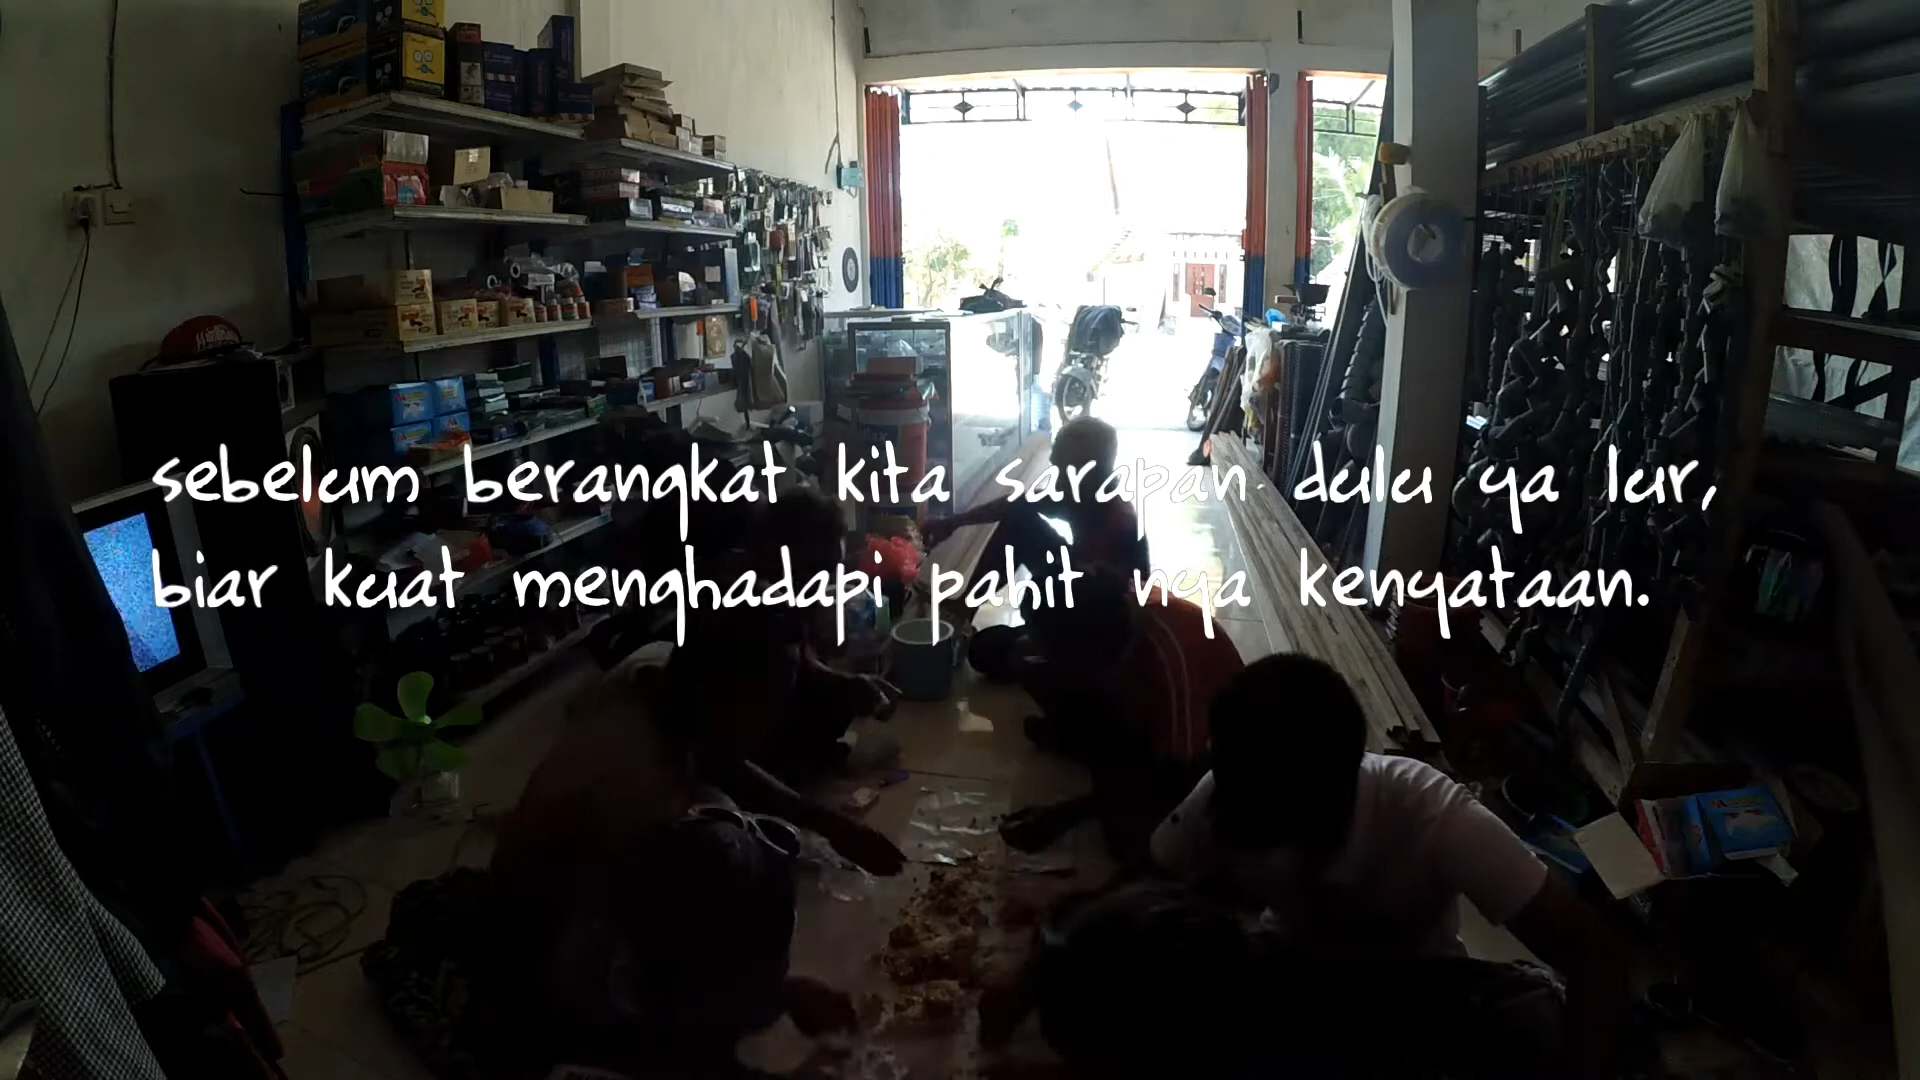 sebelum berangkat kita sarapan dulu ya lur,
biar kuat menghadapi pahit nya kenyataan.